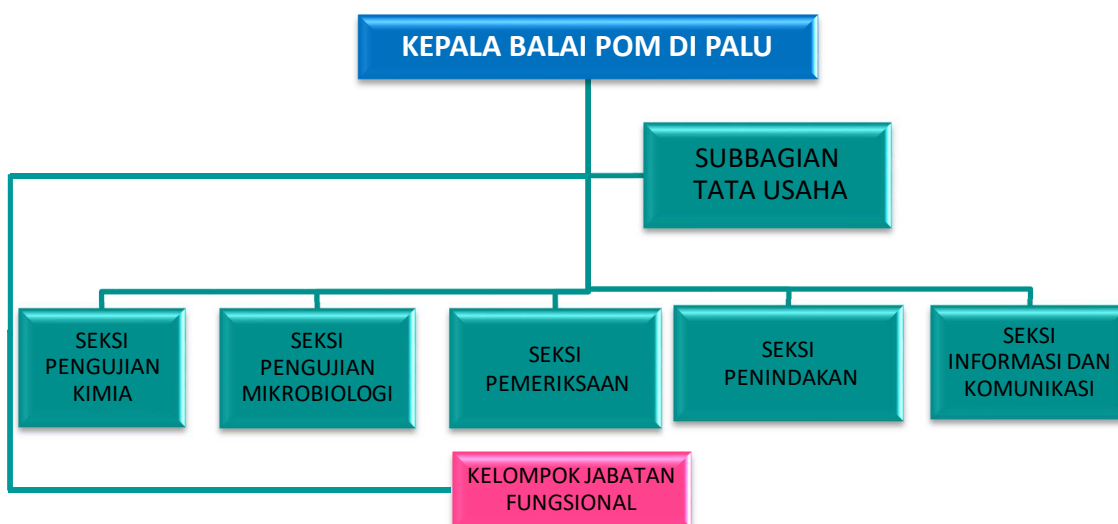 KEPALA BALAI POM DI PALU
SUBBAGIAN
TATA USAHA
SEKSI
PENGUJIAN
KIMIA
SEKSI
PENGUJIAN
MIKROBIOLOGI
SEKSI
PEMERIKSAAN
SEKSI
PENINDAKAN
SEKSI
INFORMASI DAN
KOMUNIKASI
KELOMPOK JABATAN
FUNGSIONAL